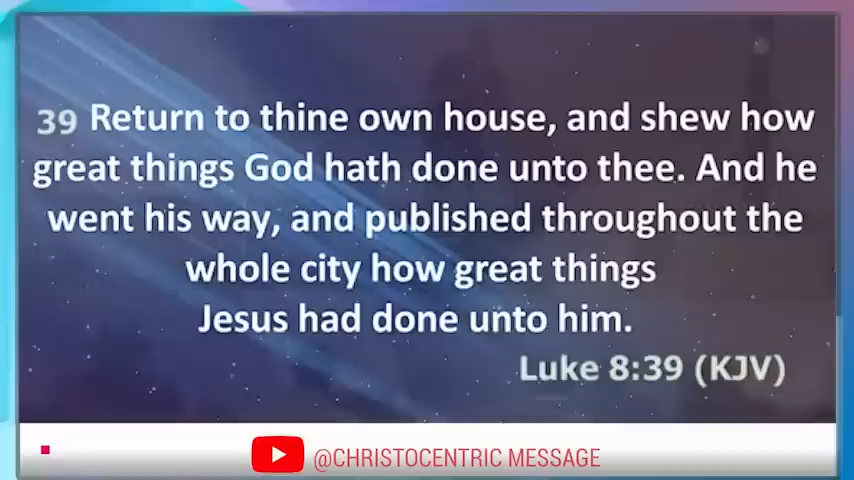 39 Return to thine own house, and shew how
great things God hath done unto thee. And he
went his way, and published throughout the
whole city how great things
Jesus had done unto him.
Luke 8:39 (KJV)
@CHRISTOCENTRIC MESSAGE